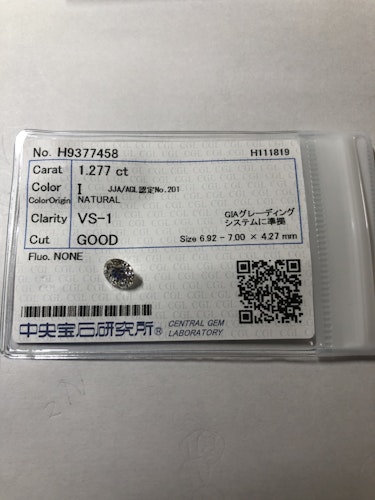 No. H9377458 H111819
Carat 1.277 ct
Color I JJA/AGL認定No.201
ColorOrigin NATURAL
Clarity VS-1 GIAグレーディング
システムに準拠
Cut GOOD Size 6.92 - 7.00 × 4.27 mm
Fluo. NONE
中央宝石研究所® CENTRAL GEM
LABORATORY